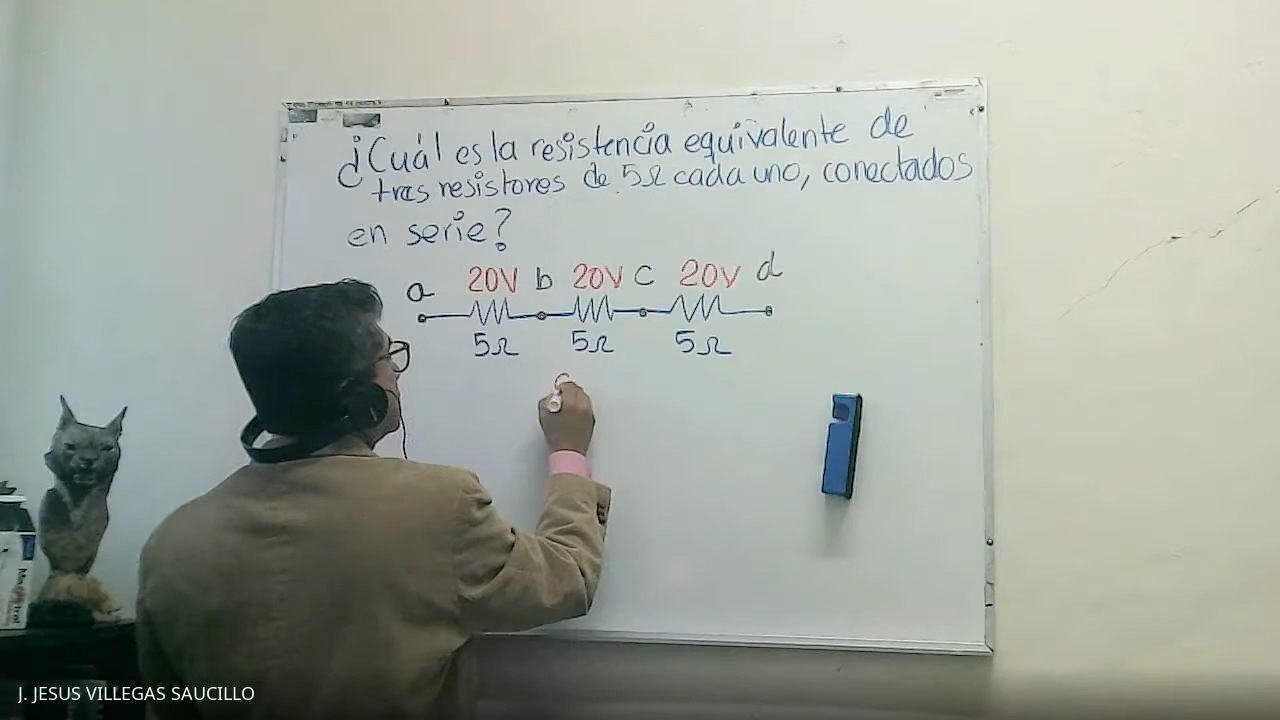 ¿Cuál es la resistencia equivalente de
tres resistores de 5Ω cada uno, conectados
en serie?
a 20V b 20V c 20V d
5Ω 5Ω 5Ω
J. JESUS VILLEGAS SAUCILLO